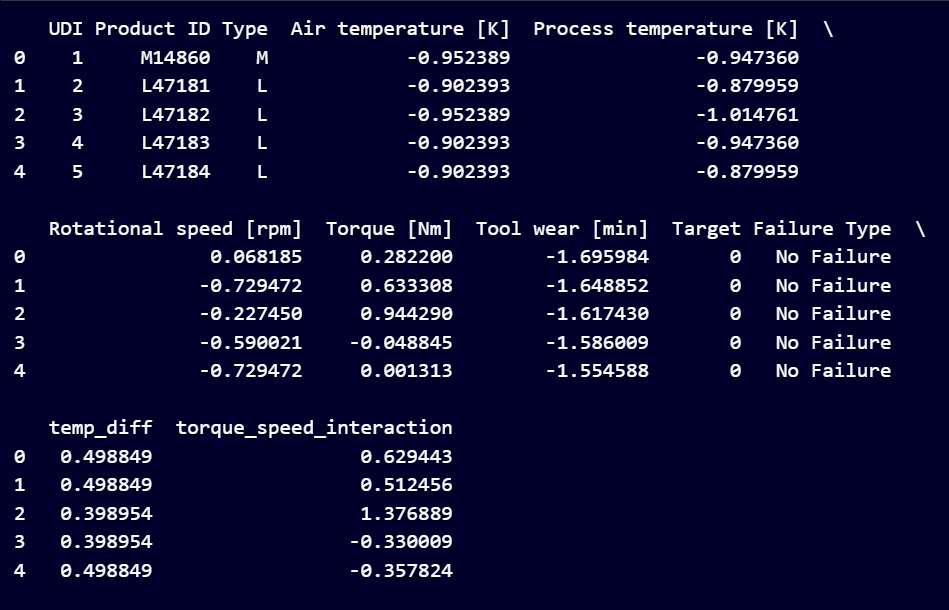 UDI Product ID Type Air temperature [K] Process temperature [K] \
0 1 M14860 M -0.952389 -0.947360
1 2 L47181 L -0.902393 -0.879959
2 3 L47182 L -0.952389 -1.014761
3 4 L47183 L -0.902393 -0.947360
4 5 L47184 L -0.902393 -0.879959
Rotational speed [rpm] Torque [Nm] Tool wear [min] Target Failure Type \
0 0.068185 0.282200 -1.695984 0 No Failure
1 -0.729472 0.633308 -1.648852 0 No Failure
2 -0.227450 0.944290 -1.617430 0 No Failure
3 -0.590021 -0.048845 -1.586009 0 No Failure
4 -0.729472 0.001313 -1.554588 0 No Failure
temp_diff torque_speed_interaction
0 0.498849 0.629443
1 0.498849 0.512456
2 0.398954 1.376889
3 0.398954 -0.330009
4 0.498849 -0.357824